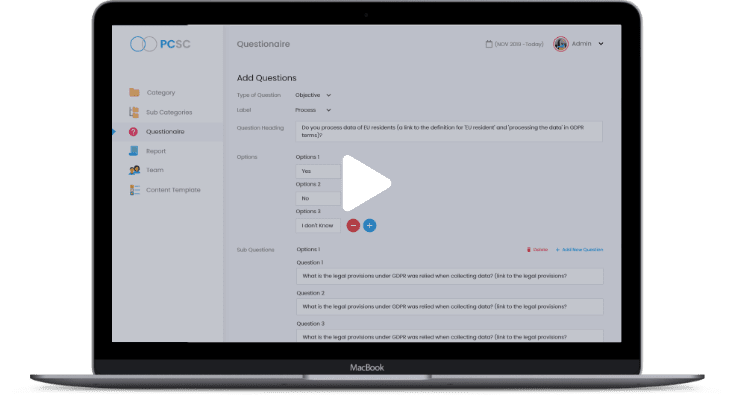 PCSC
Questionaire
(NOV 2019 - Today)
Admin
Category
Sub Categories
Questionaire
Report
Team
Content Template
Add Questions
Type of Question
Objective
Label
Process
Question Heading
Do you process data of EU residents (a link to the definition for 'EU resident' and 'processing the data' in GDPR
terms)?
Options
Options 1
Yes
Options 2
No
Options 3
I don't Know
Sub Questions
Options 1
Delete
+ Add New Question
Question 1
What is the legal provisions under GDPR was relied when collecting data? (link to the legal provisions?
Question 2
What is the legal provisions under GDPR was relied when collecting data? (link to the legal provisions?
Question 3
What is the legal provisions under GDPR was relied when collecting data? (link to the legal provisions?
MacBook